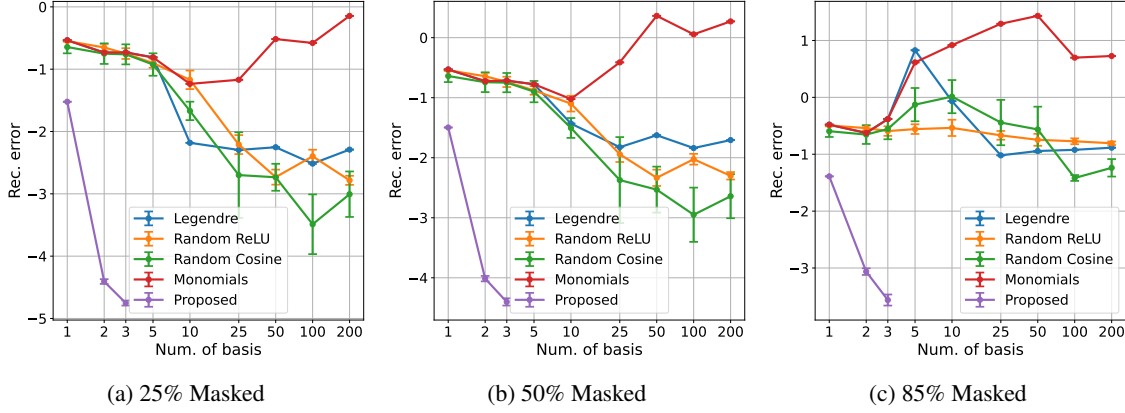 0
−1
−2
−3
−4
−5
Rec. error
1
2
3
5
10
25
50
100
200
Num. of basis
Legendre
Random ReLU
Random Cosine
Monomials
Proposed
(a) 25% Masked
0
−1
−2
−3
−4
Rec. error
1
2
3
5
10
25
50
100
200
Num. of basis
Legendre
Random ReLU
Random Cosine
Monomials
Proposed
(b) 50% Masked
1
0
−1
−2
−3
Rec. error
1
2
3
5
10
25
50
100
200
Num. of basis
Legendre
Random ReLU
Random Cosine
Monomials
Proposed
(c) 85% Masked